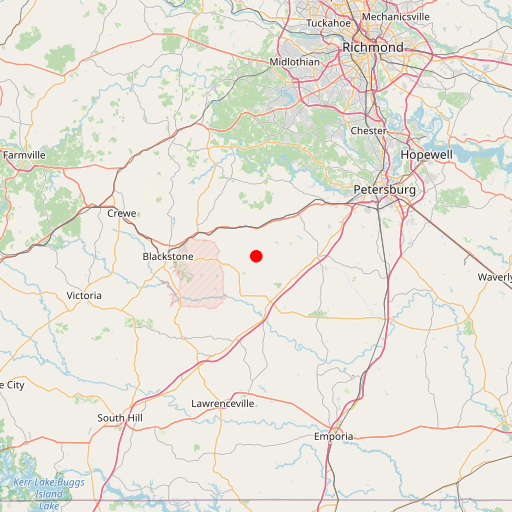 Mechanicsville
Tuckahoe
Richmond
Midlothian
Chester
Farmville
Hopewell
Petersburg
Crewe
Blackstone
Waverly
Victoria
e City
Lawrenceville
South Hill
Emporia
Kerr Lake/Buggs
Island
Lake